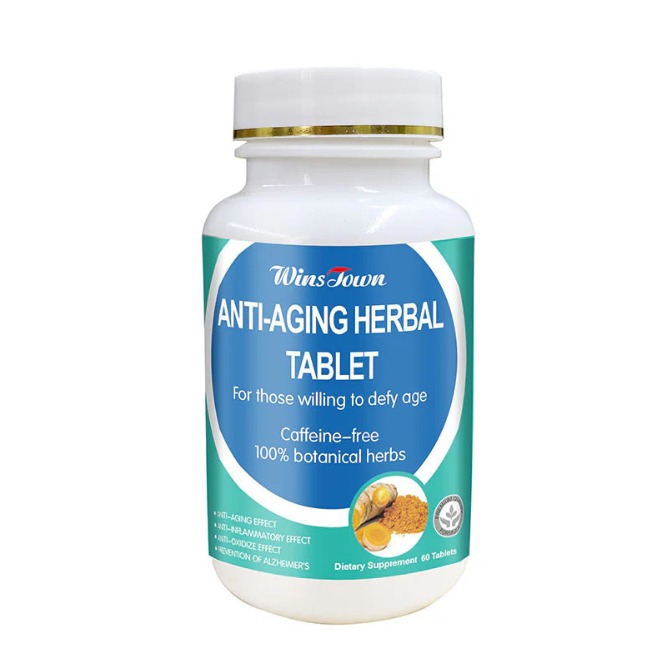 Wins Town
ANTI-AGING HERBAL
TABLET
For those willing to defy age
Caffeine-free
100% botanical herbs
• ANTI-AGING EFFECT
• ANTI-INFLAMMATORY EFFECT
• ANTI-OXIDIZE EFFECT
• PREVENTION OF ALZHEIMER'S
Dietary Supplement 60 Tablets